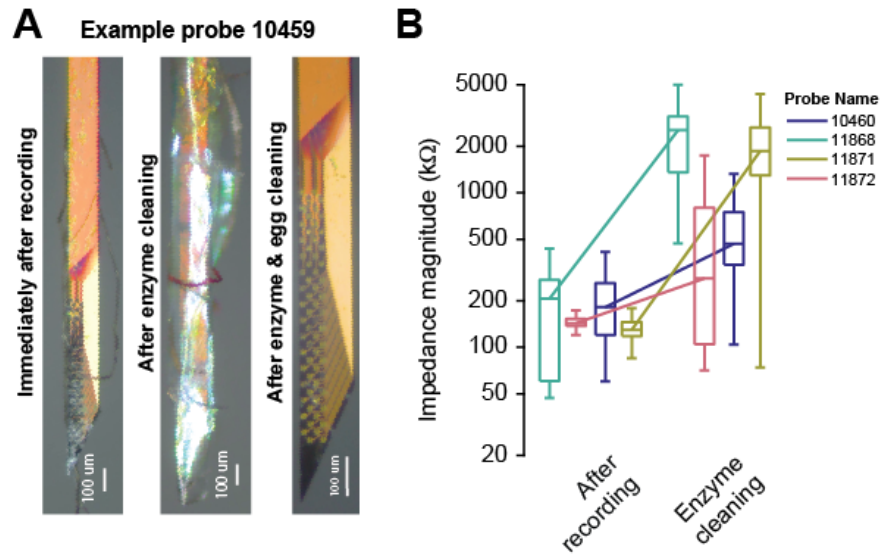 A
Example probe 10459
Immediately after recording
100 um
After enzyme cleaning
100 um
After enzyme & egg cleaning
100 um
B
Impedance magnitude (kΩ)
5000
2000
1000
500
200
100
50
20
After
recording
Enzyme
cleaning
Probe Name
10460
11868
11871
11872